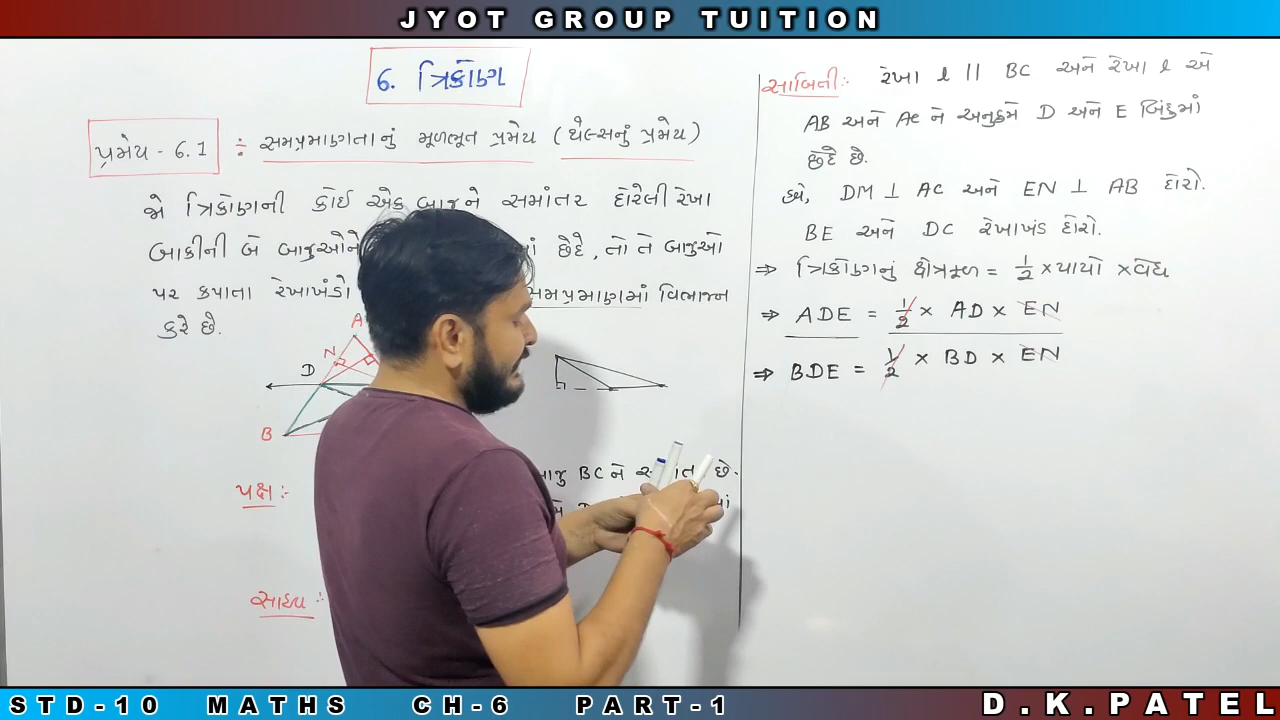 JYOT GROUP TUITION
6. ત્રિકોણ
પ્રમેય - 6.1 ÷ સમપ્રમાણતાનું મૂળભૂત પ્રમેય (થેલ્સનું પ્રમેય)
જો ત્રિકોણની કોઈ એક બાજુને સમાંતર દોરેલી રેખા
બાકીની બે બાજુઓને છેદે, તો તે બાજુઓ
પર કપાતા રેખાખંડો સમપ્રમાણમાં વિભાજન
કરે છે.
A
N
D
B
પક્ષ :-
બાજુ BC ને છે.
સાધ્ય :-
સાબિતી :- રેખા l || BC અને રેખા l એ
AB અને AC ને અનુક્રમે D અને E બિંદુમાં
છેદે છે.
હવે, DM ⊥ AC અને EN ⊥ AB દોરો.
BE અને DC રેખાખંડ દોરો.
⇒ ત્રિકોણનું ક્ષેત્રફળ = 1/2 × પાયો × વેધ
⇒ ADE = 1/2 × AD × EN
⇒ BDE = 1/2 × BD × EN
STD-10 MATHS CH-6 PART-1
D.K.PATEL